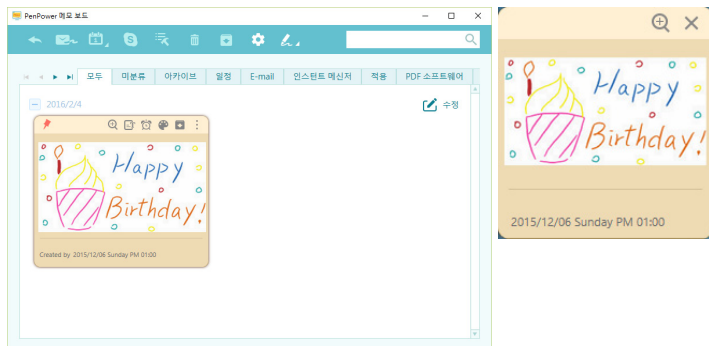 PenPower 메모 보드
모두 미분류 아카이브 일정 E-mail 인스턴트 메신저 적용 PDF 소프트웨어
2016/2/4
수정
Happy
Birthday!
Created by 2015/12/06 Sunday PM 01:00
Happy
Birthday!
2015/12/06 Sunday PM 01:00